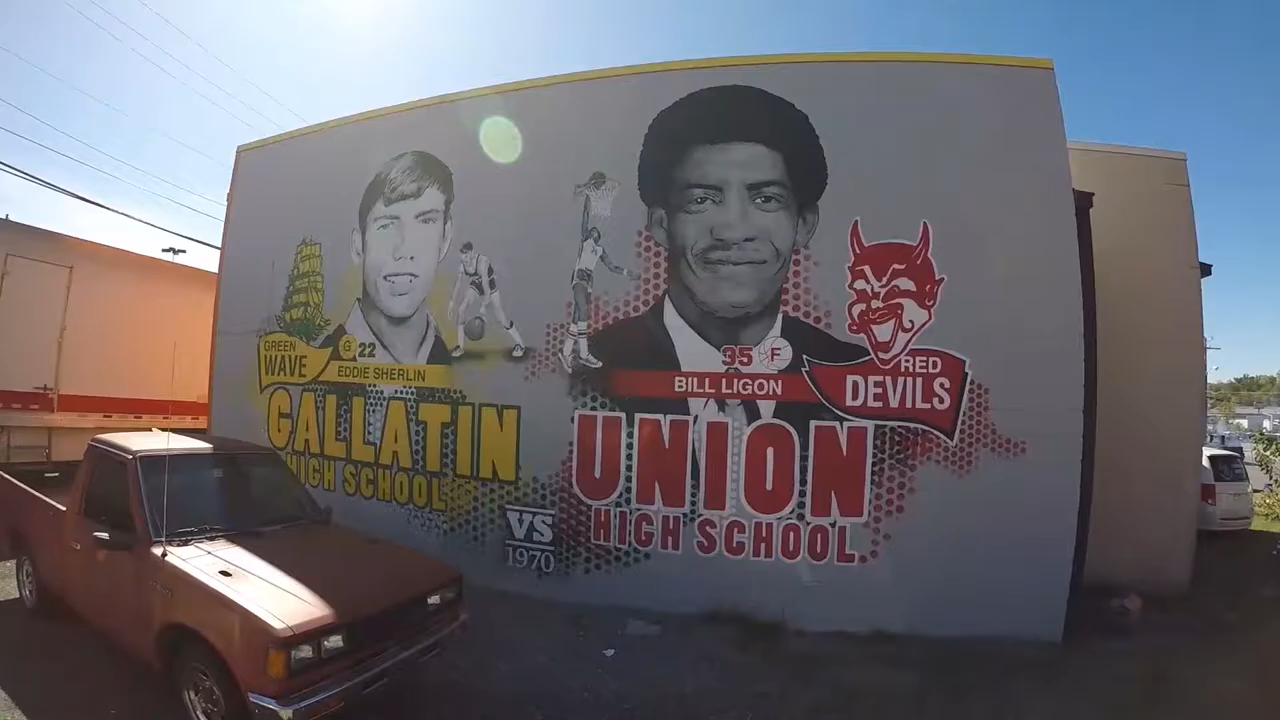 GREEN
WAVE
G 22
EDDIE SHERLIN
GALLATIN
HIGH SCHOOL
VS
1970
35 F
BILL LIGON
RED
DEVILS
UNION
HIGH SCHOOL